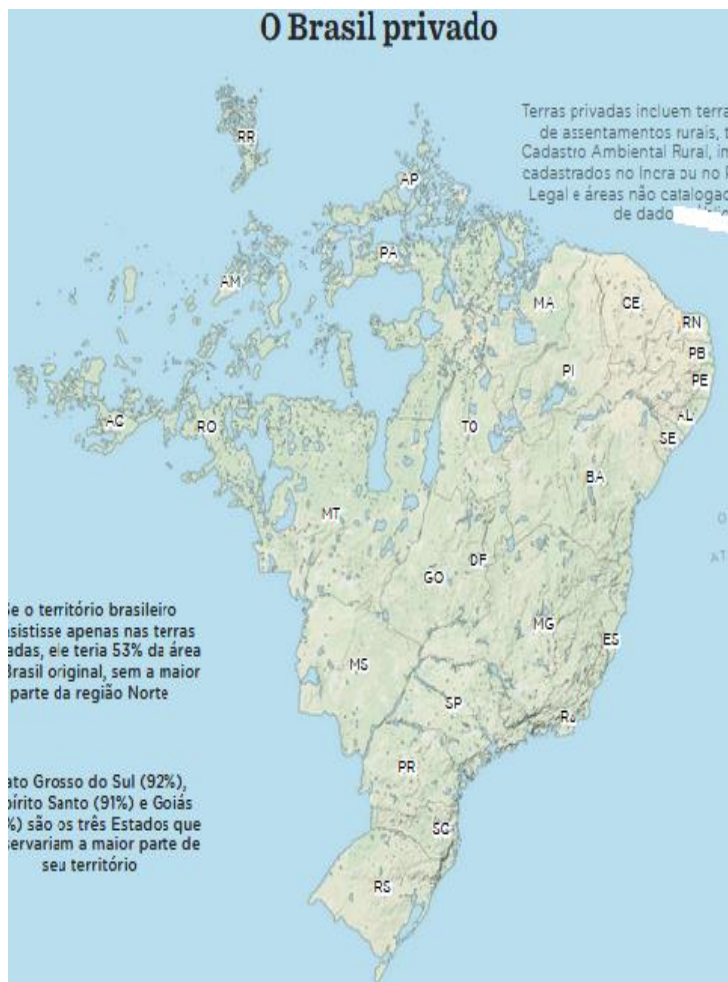 O Brasil privado
Terras privadas incluem terra
de assentamentos rurais, t
Cadastro Ambiental Rural, in
cadastrados no Incra ou no
Legal e áreas não catalogad
de dado
RR
AP
PA
AM
MA
CE
RN
PB
PE
PI
AL
SE
AC
RO
TO
BA
MT
DF
GO
MG
ES
e o território brasileiro
sistisse apenas nas terras
adas, ele teria 53% da área
Brasil original, sem a maior
parte da região Norte
MS
SP
RJ
PR
ato Grosso do Sul (92%),
írito Santo (91%) e Goiás
%) são os três Estados que
servariam a maior parte de
seu território
SC
RS